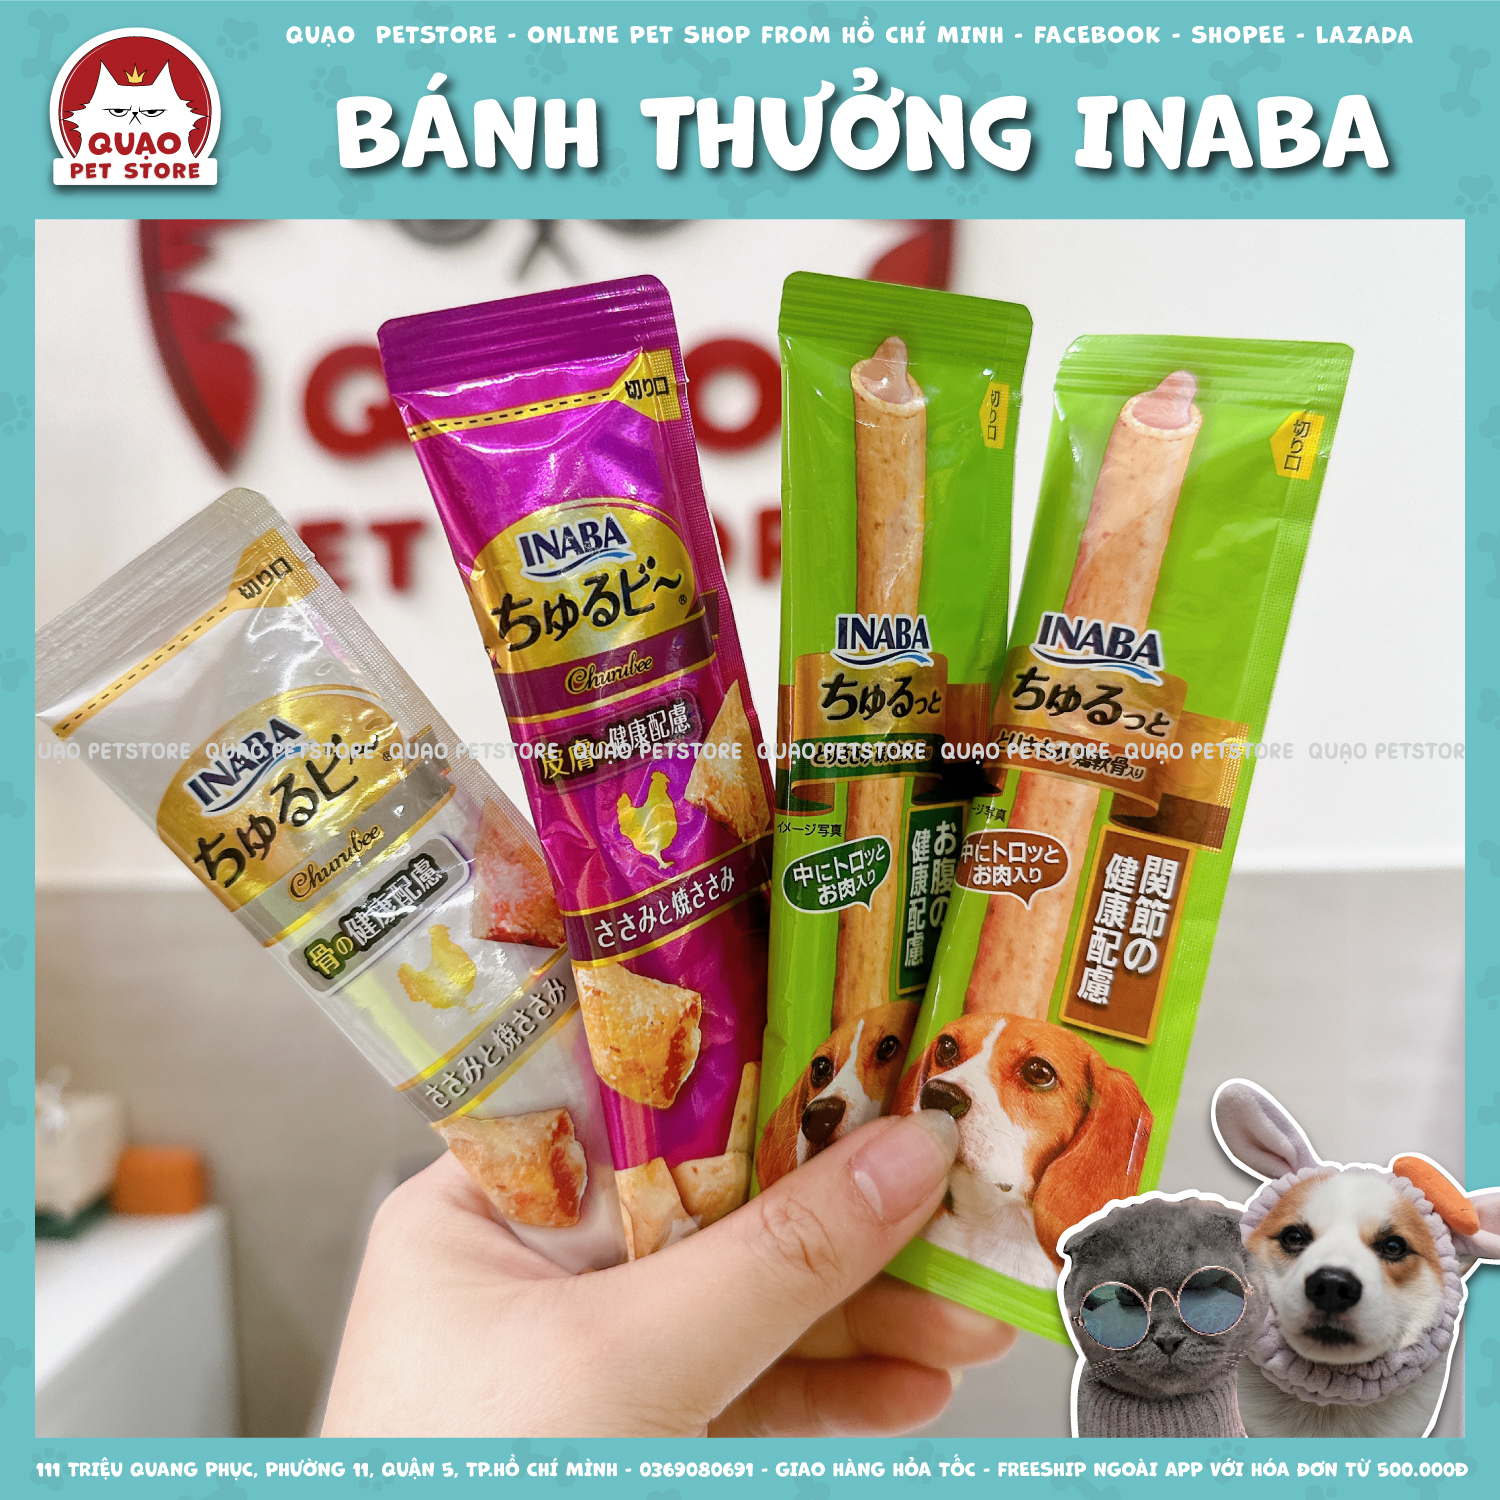 QUẠO PETSTORE - ONLINE PET SHOP FROM HỒ CHÍ MINH - FACEBOOK - SHOPEE - LAZADA
QUẠO
PET STORE
BÁNH THƯỞNG INABA
切り口
INABA
ちゅるビ～
Churubee
骨の健康配慮
ささみと焼ささみ
切り口
INABA
ちゅるビ～®
Churubee
皮膚の健康配慮
ささみと焼ささみ
切り口
INABA
ちゅるっと
イメージ写真
中にトロッと
お肉入り
お腹の
健康配慮
切り口
INABA
ちゅるっと
ージ写真
中にトロッと
お肉入り
関節の
健康配慮
UẠO PETSTORE QUẠO PETSTORE QUẠO PETSTORE QUẠO PETSTORE QUẠO PETSTORE QUẠO PETSTORE QUẠO PETSTORE QUẠO PETSTOR
111 TRIỆU QUANG PHỤC, PHƯỜNG 11, QUẬN 5, TP.HỒ CHÍ MÌNH - 0369080691 - GIAO HÀNG HỎA TỐC - FREESHIP NGOÀI APP VỚI HÓA ĐƠN TỪ 500.000Đ